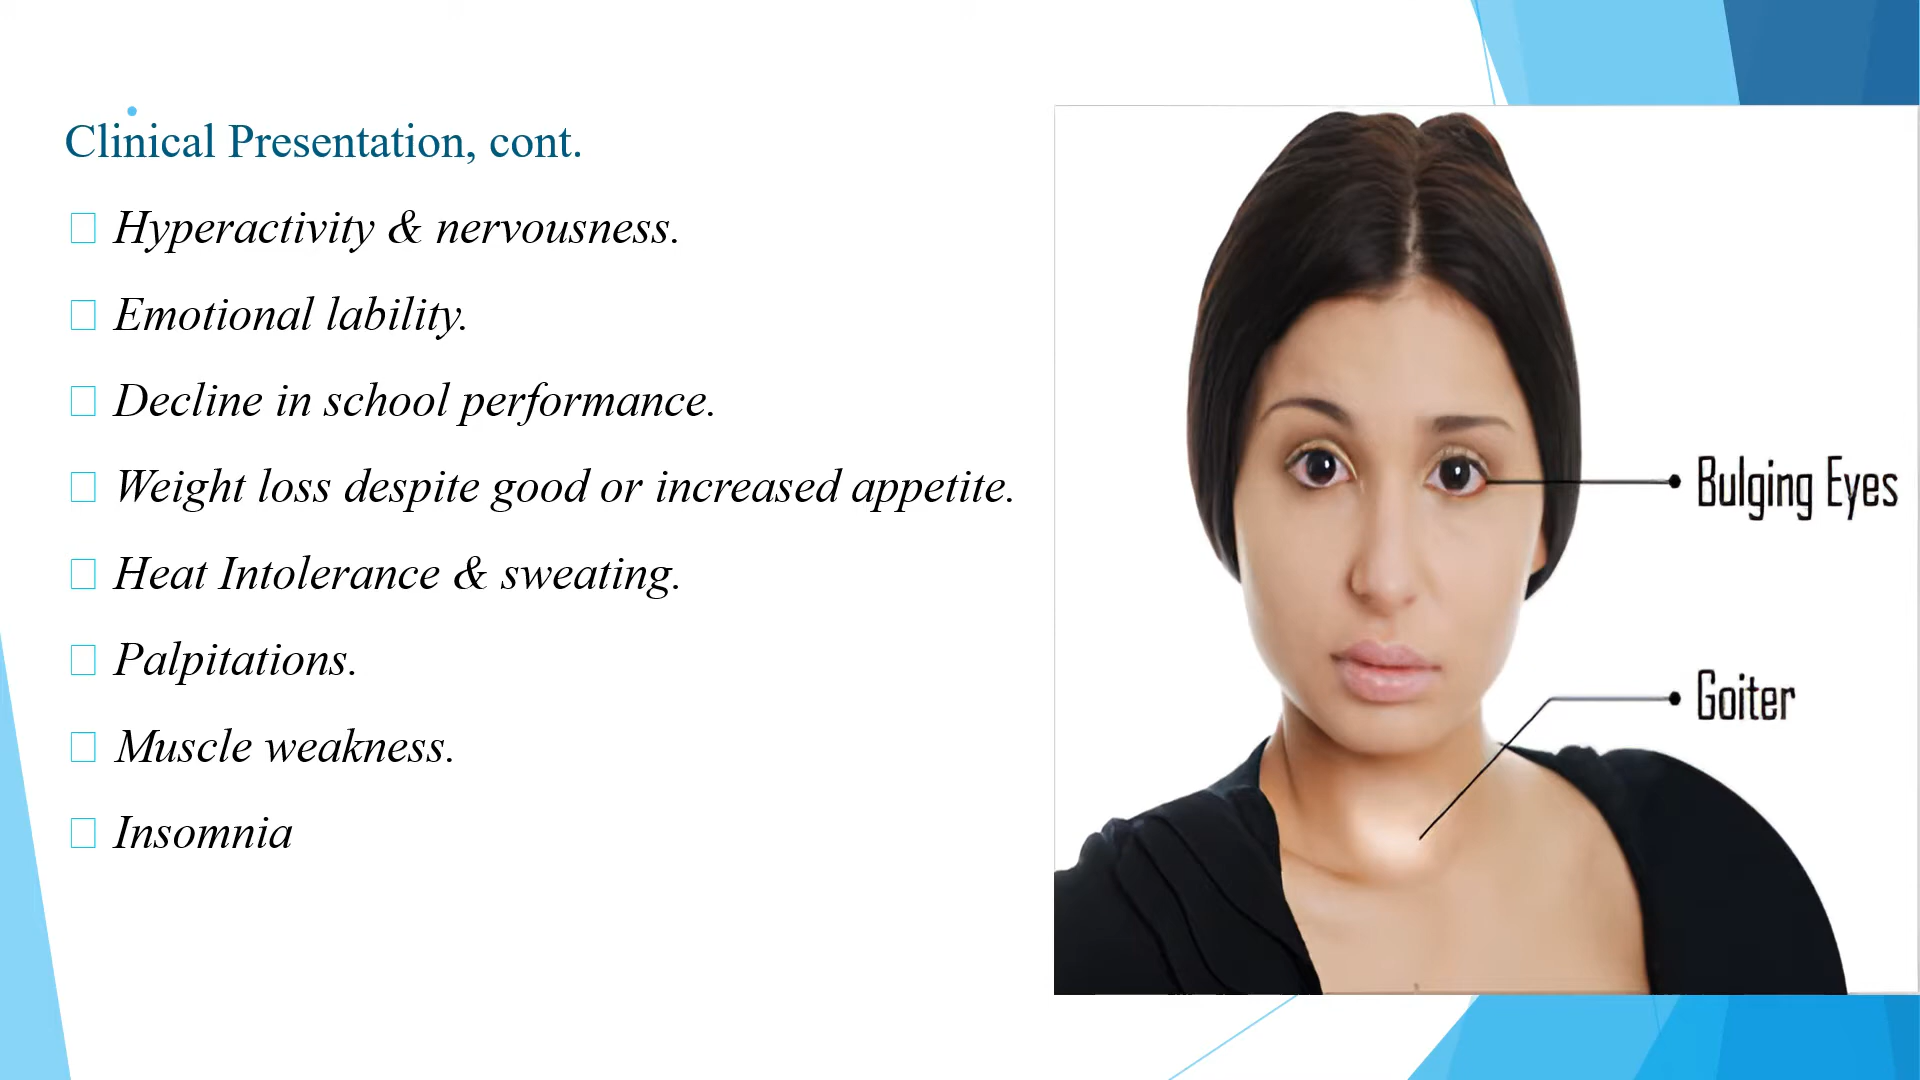 Clinical Presentation, cont.
Hyperactivity & nervousness.
Emotional lability.
Decline in school performance.
Weight loss despite good or increased appetite.
Heat Intolerance & sweating.
Palpitations.
Muscle weakness.
Insomnia
Bulging Eyes
Goiter